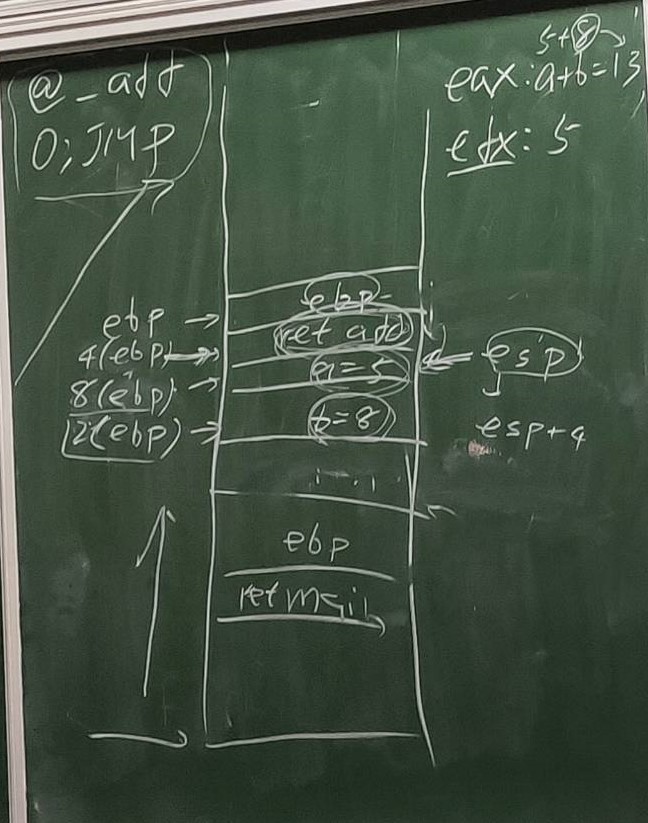 @_add
0;JMP
5+8
eax:a+b=13
edx: 5
ebp
ret add
a=5
b=8
ebp
4(ebp)
8(ebp)
12(ebp)
esp
esp+4
....
ebp
ret main